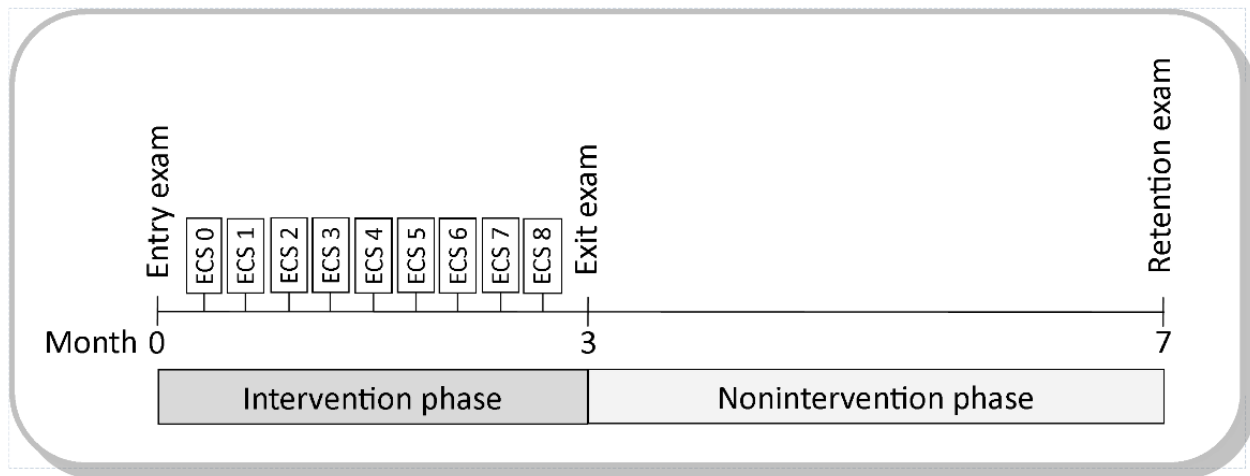 Entry exam
ECS 0
ECS 1
ECS 2
ECS 3
ECS 4
ECS 5
ECS 6
ECS 7
ECS 8
Exit exam
Retention exam
Month 0 3 7
Intervention phase
Nonintervention phase